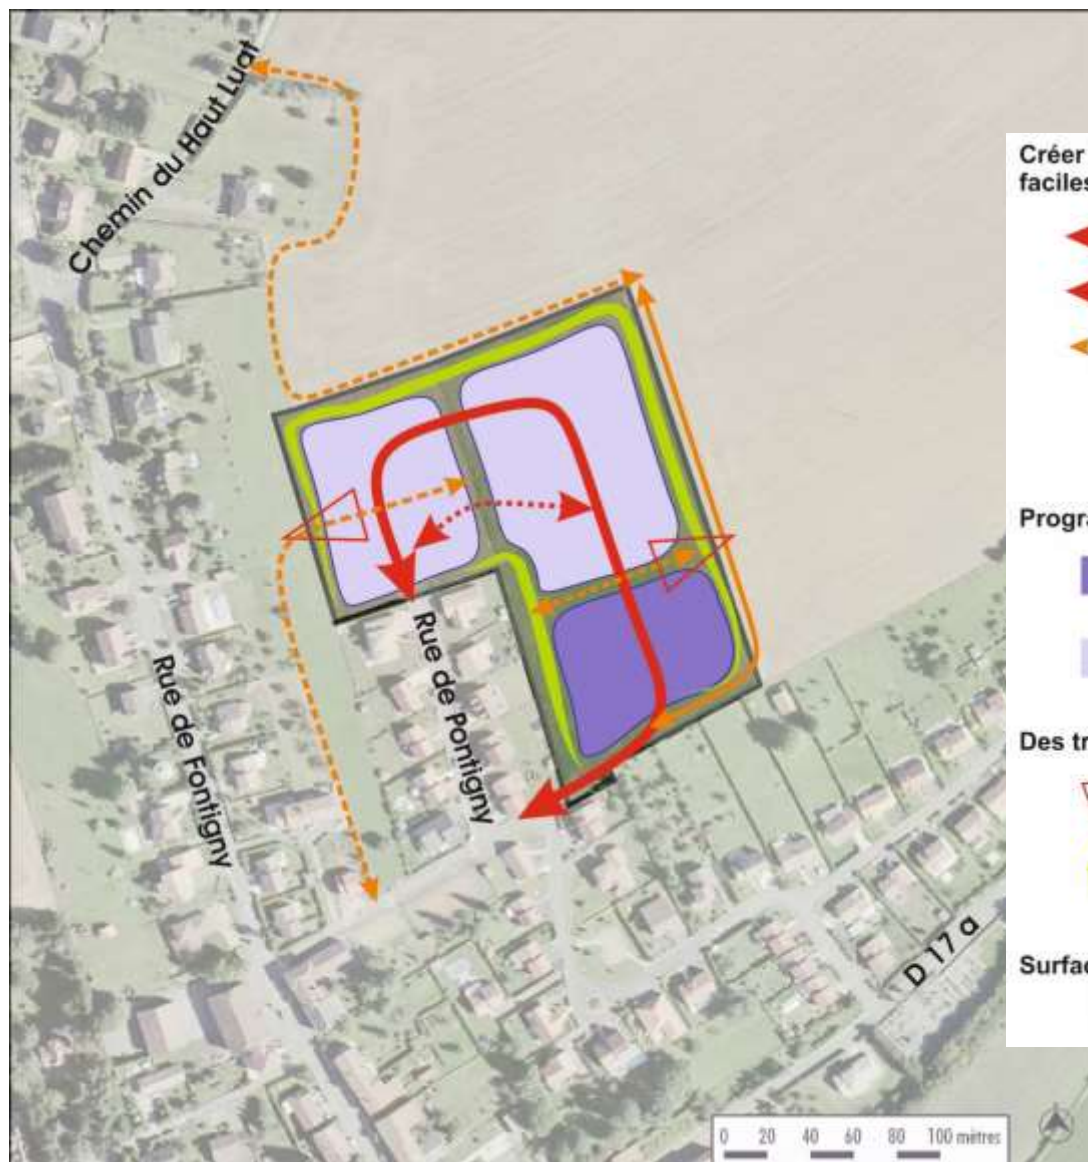 Chemin du Haut Luat
Créer
faciles
Progra
Rue de Pontigny
Rue de Fontigny
Des tr
D 17 a
Surfac
0 20 40 60 80 100 mètres